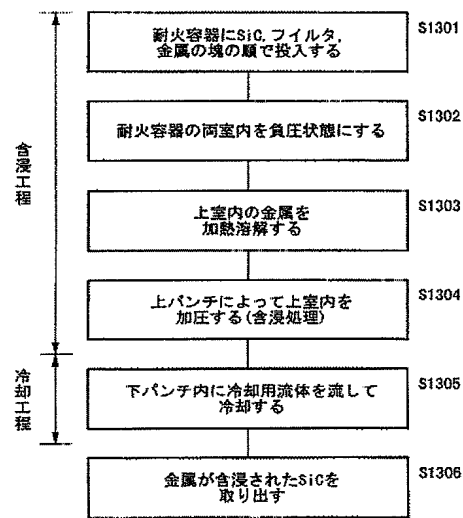 耐火容器にSiC,フイルタ,
金属の塊の順で投入する
S1301
耐火容器の両室内を負圧状態にする
S1302
含浸工程
上室内の金属を
加熱溶解する
S1303
上パンチによって上室内を
加圧する(含浸処理)
S1304
冷却工程
下パンチ内に冷却用流体を流して
冷却する
S1305
金属が含浸されたSiCを
取り出す
S1306